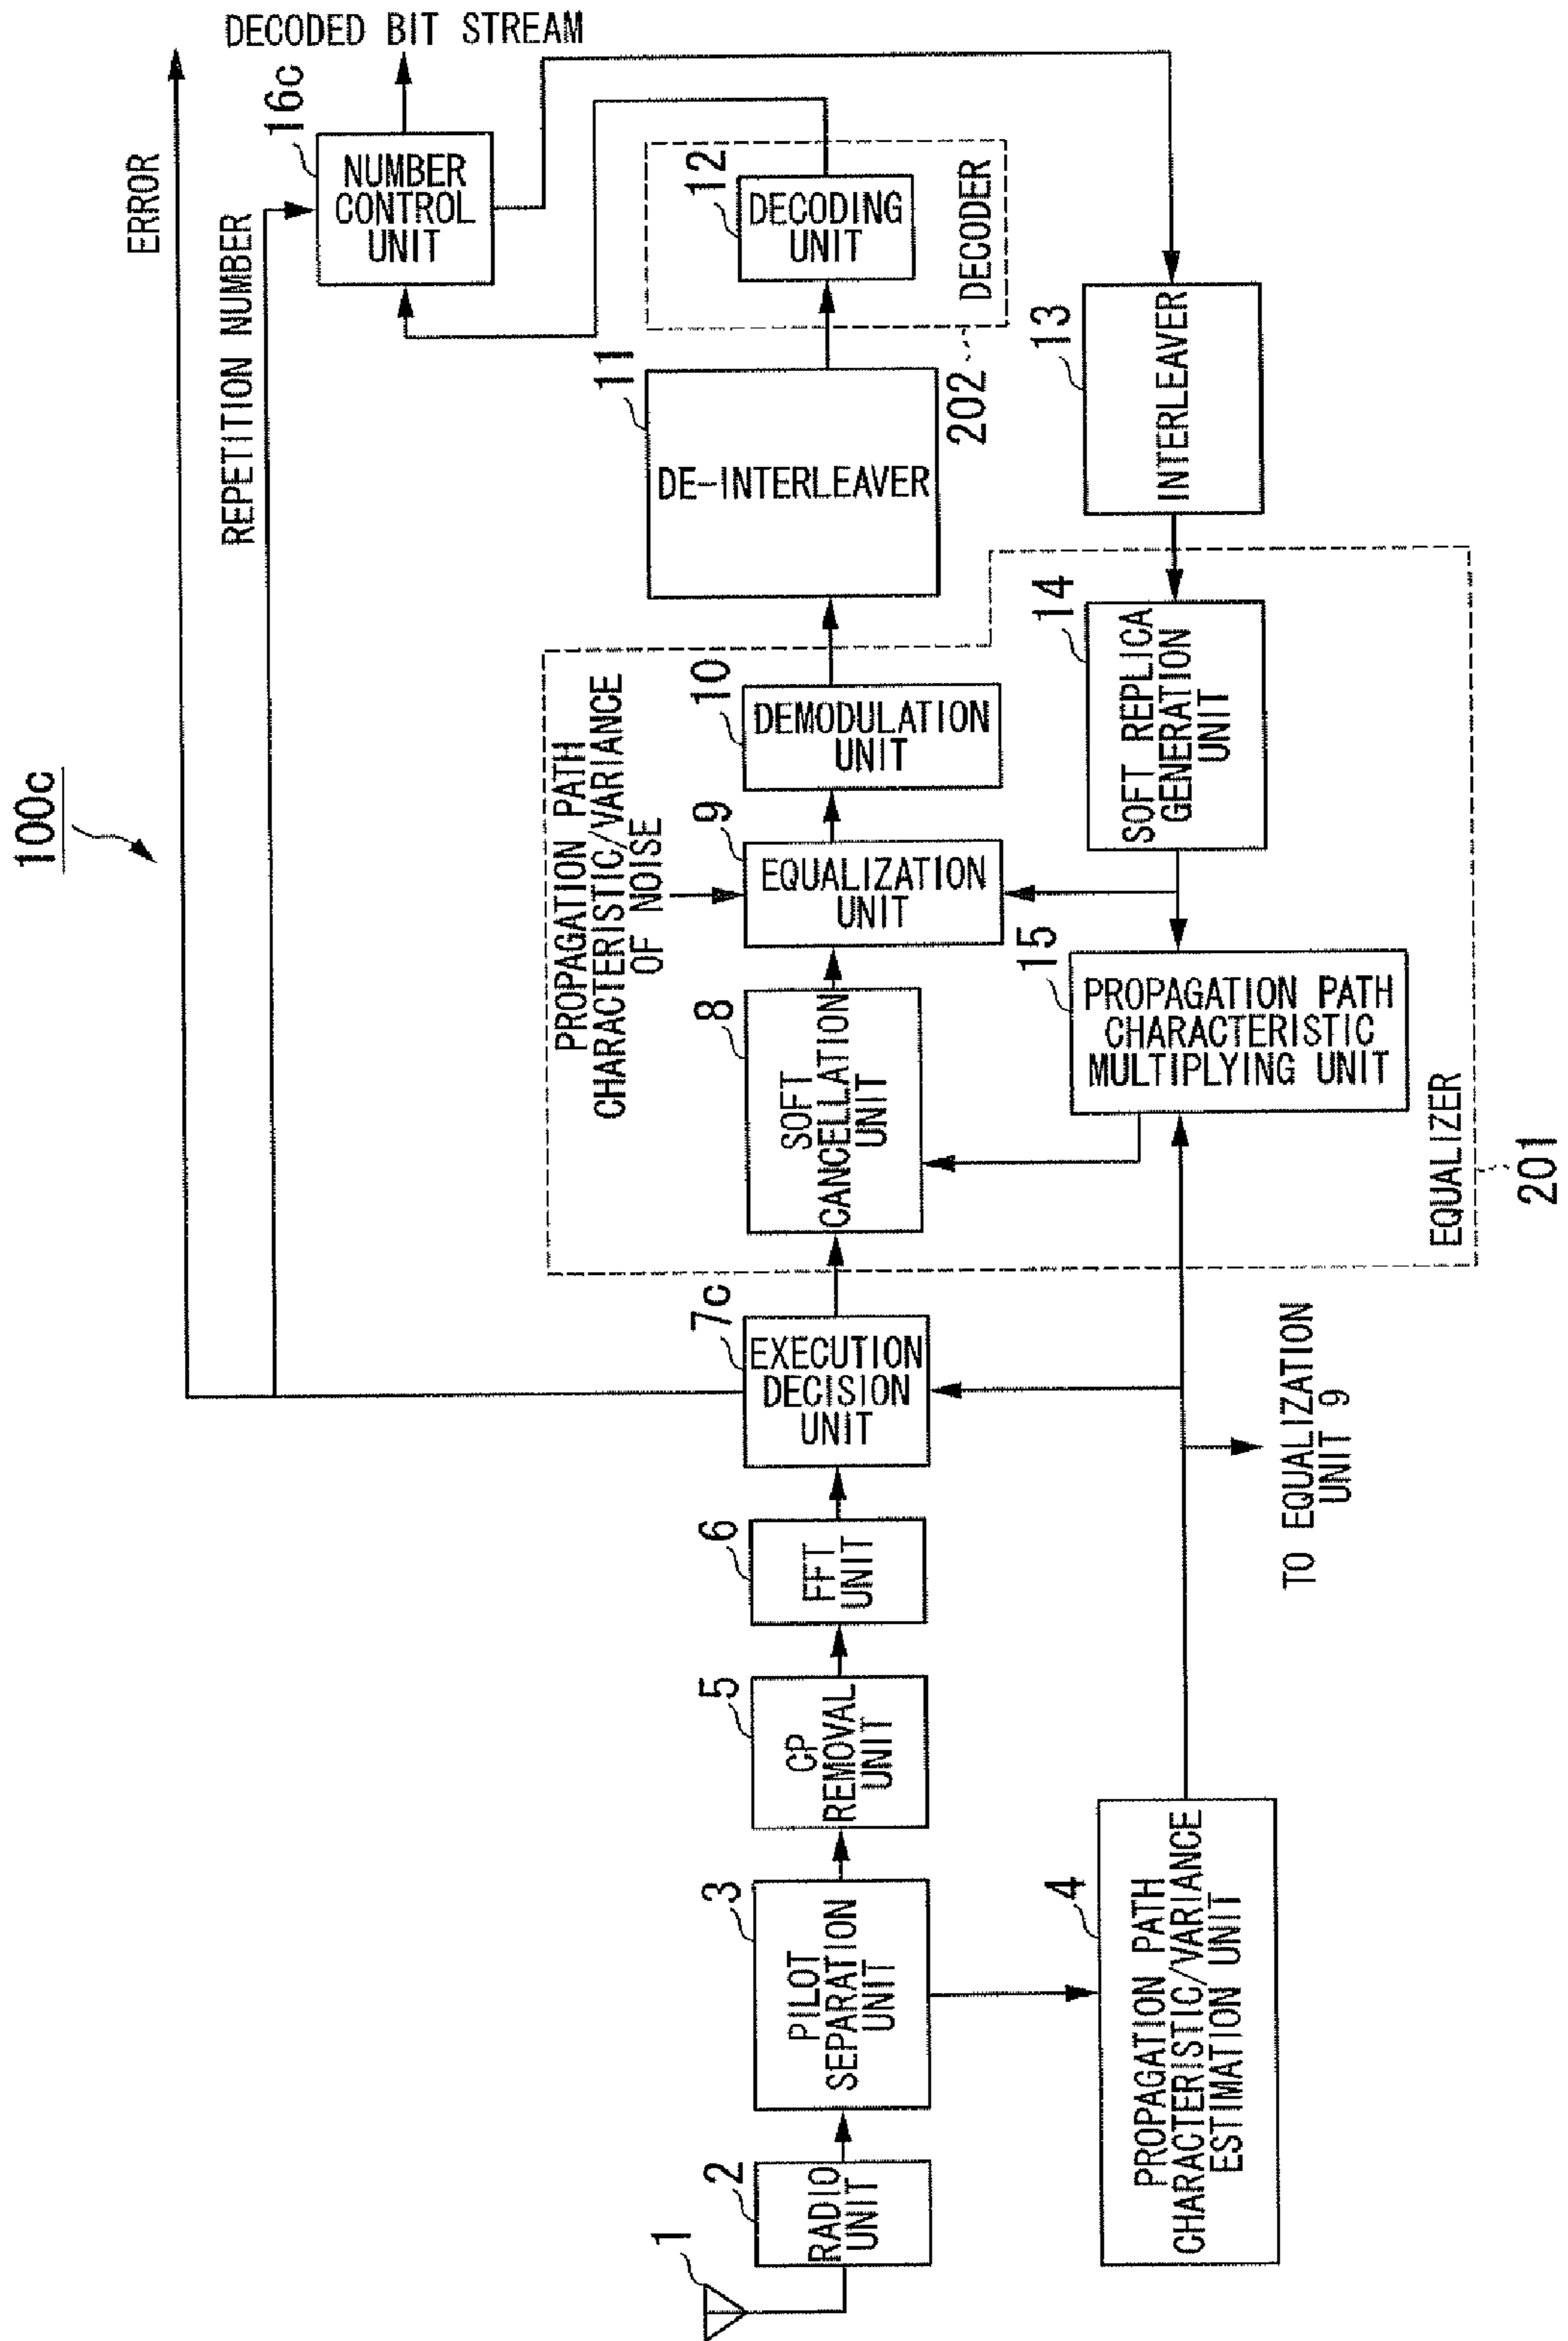 100c
ERROR
REPETITION NUMBER
16c
NUMBER
CONTROL
UNIT
DECODED BIT STREAM
1
2
RADIO
UNIT
3
PILOT
SEPARATION
UNIT
5
CP
REMOVAL
UNIT
6
FFT
UNIT
7c
EXECUTION
DECISION
UNIT
8
SOFT
CANCELLATION
UNIT
PROPAGATION PATH
CHARACTERISTIC/VARIANCE
OF NOISE
9
EQUALIZATION
UNIT
10
DEMODULATION
UNIT
11
DE-INTERLEAVER
12
DECODING
UNIT
DECODER
202
4
PROPAGATION PATH
CHARACTERISTIC/VARIANCE
ESTIMATION UNIT
TO EQUALIZATION
UNIT 9
15
PROPAGATION PATH
CHARACTERISTIC
MULTIPLYING UNIT
14
SOFT REPLICA
GENERATION
UNIT
13
INTERLEAVER
EQUALIZER
201